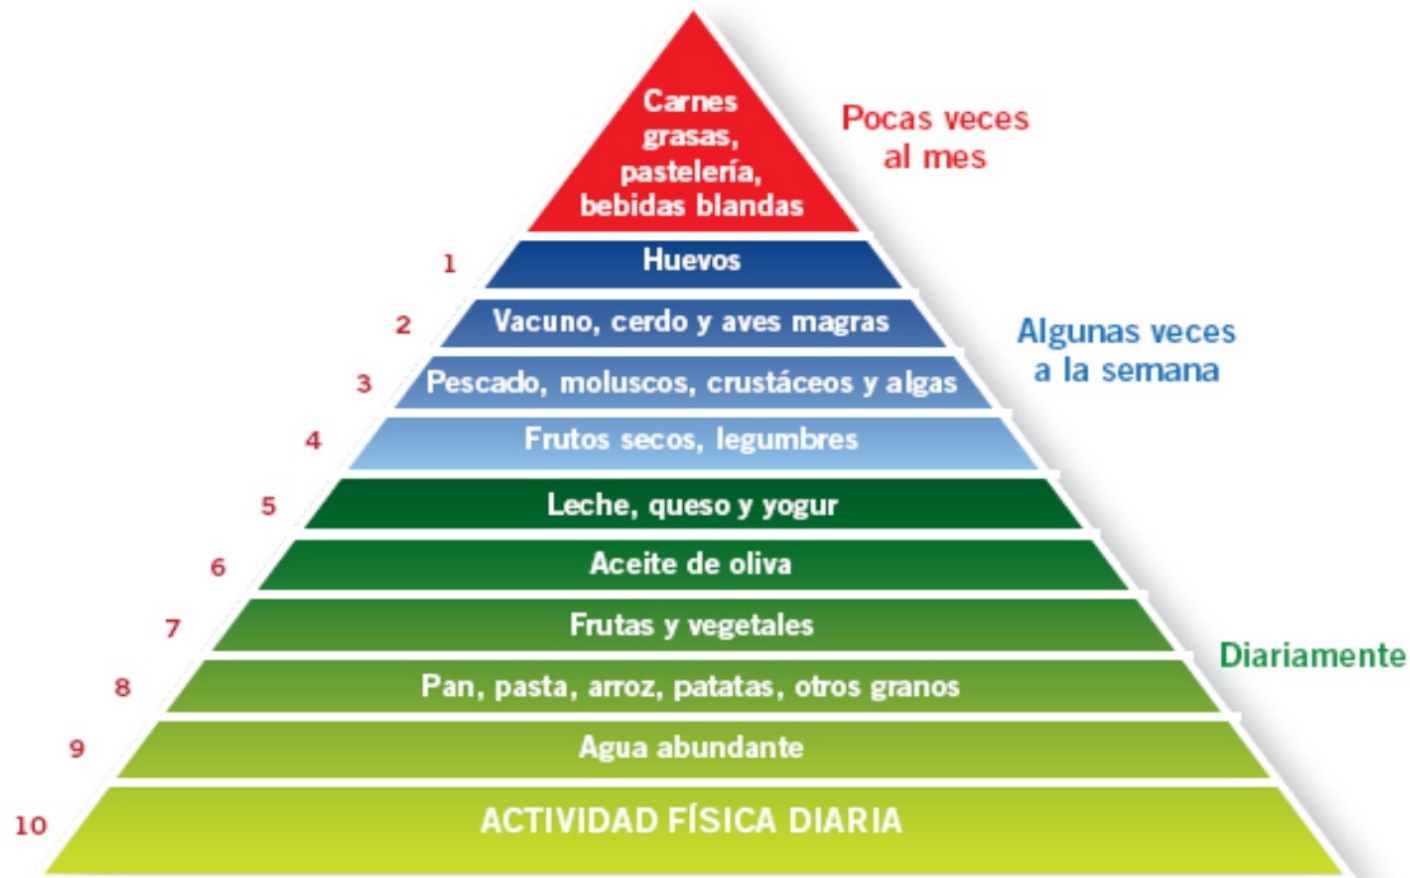 Carnes
grasas,
pastelería,
bebidas blandas
Pocas veces
al mes
1
Huevos
2
Vacuno, cerdo y aves magras
Algunas veces
a la semana
3
Pescado, moluscos, crustáceos y algas
4
Frutos secos, legumbres
5
Leche, queso y yogur
6
Aceite de oliva
7
Frutas y vegetales
Diariamente
8
Pan, pasta, arroz, patatas, otros granos
9
Agua abundante
10
ACTIVIDAD FÍSICA DIARIA